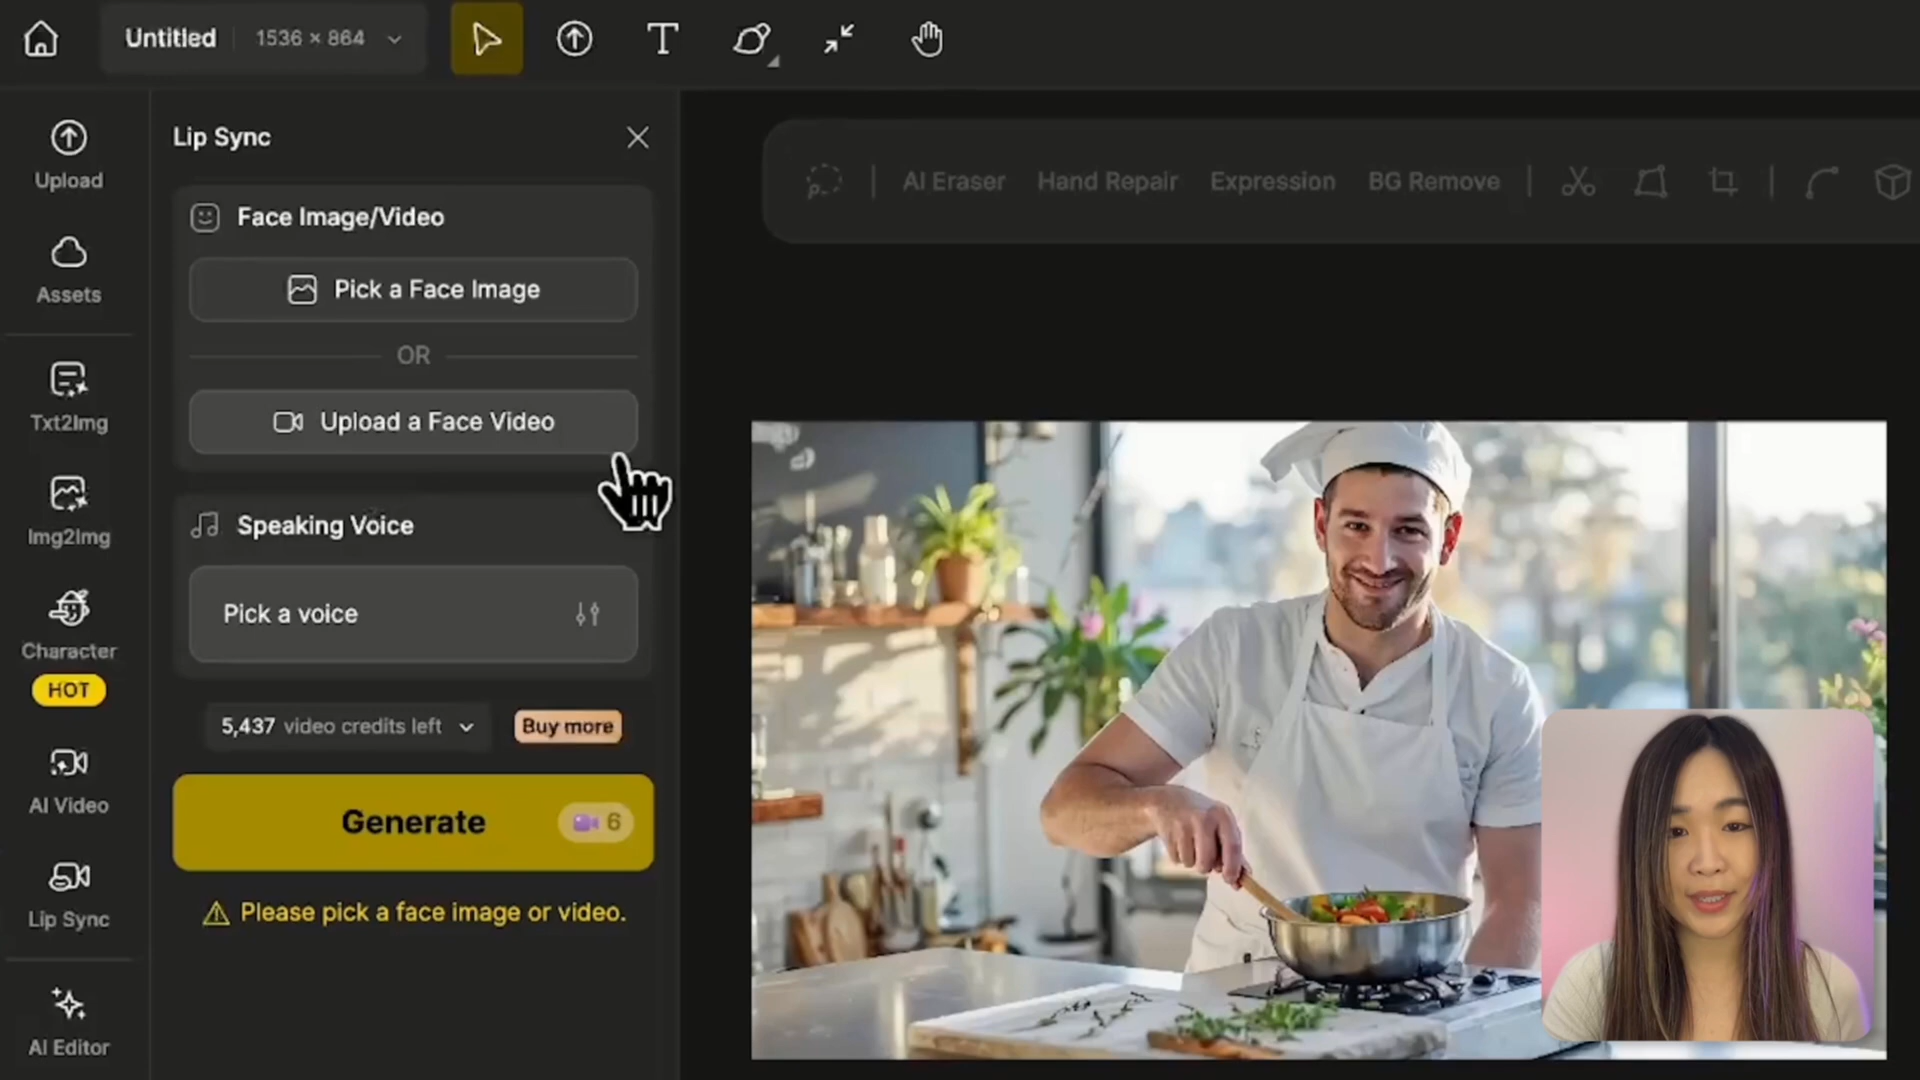 Untitled
1536 × 864
T
Upload
Assets
Txt2Img
Img2Img
Character
HOT
AI Video
Lip Sync
AI Editor
Lip Sync
Face Image/Video
Pick a Face Image
OR
Upload a Face Video
Speaking Voice
Pick a voice
5,437 video credits left
Buy more
Generate
6
Please pick a face image or video.
AI Eraser
Hand Repair
Expression
BG Remove